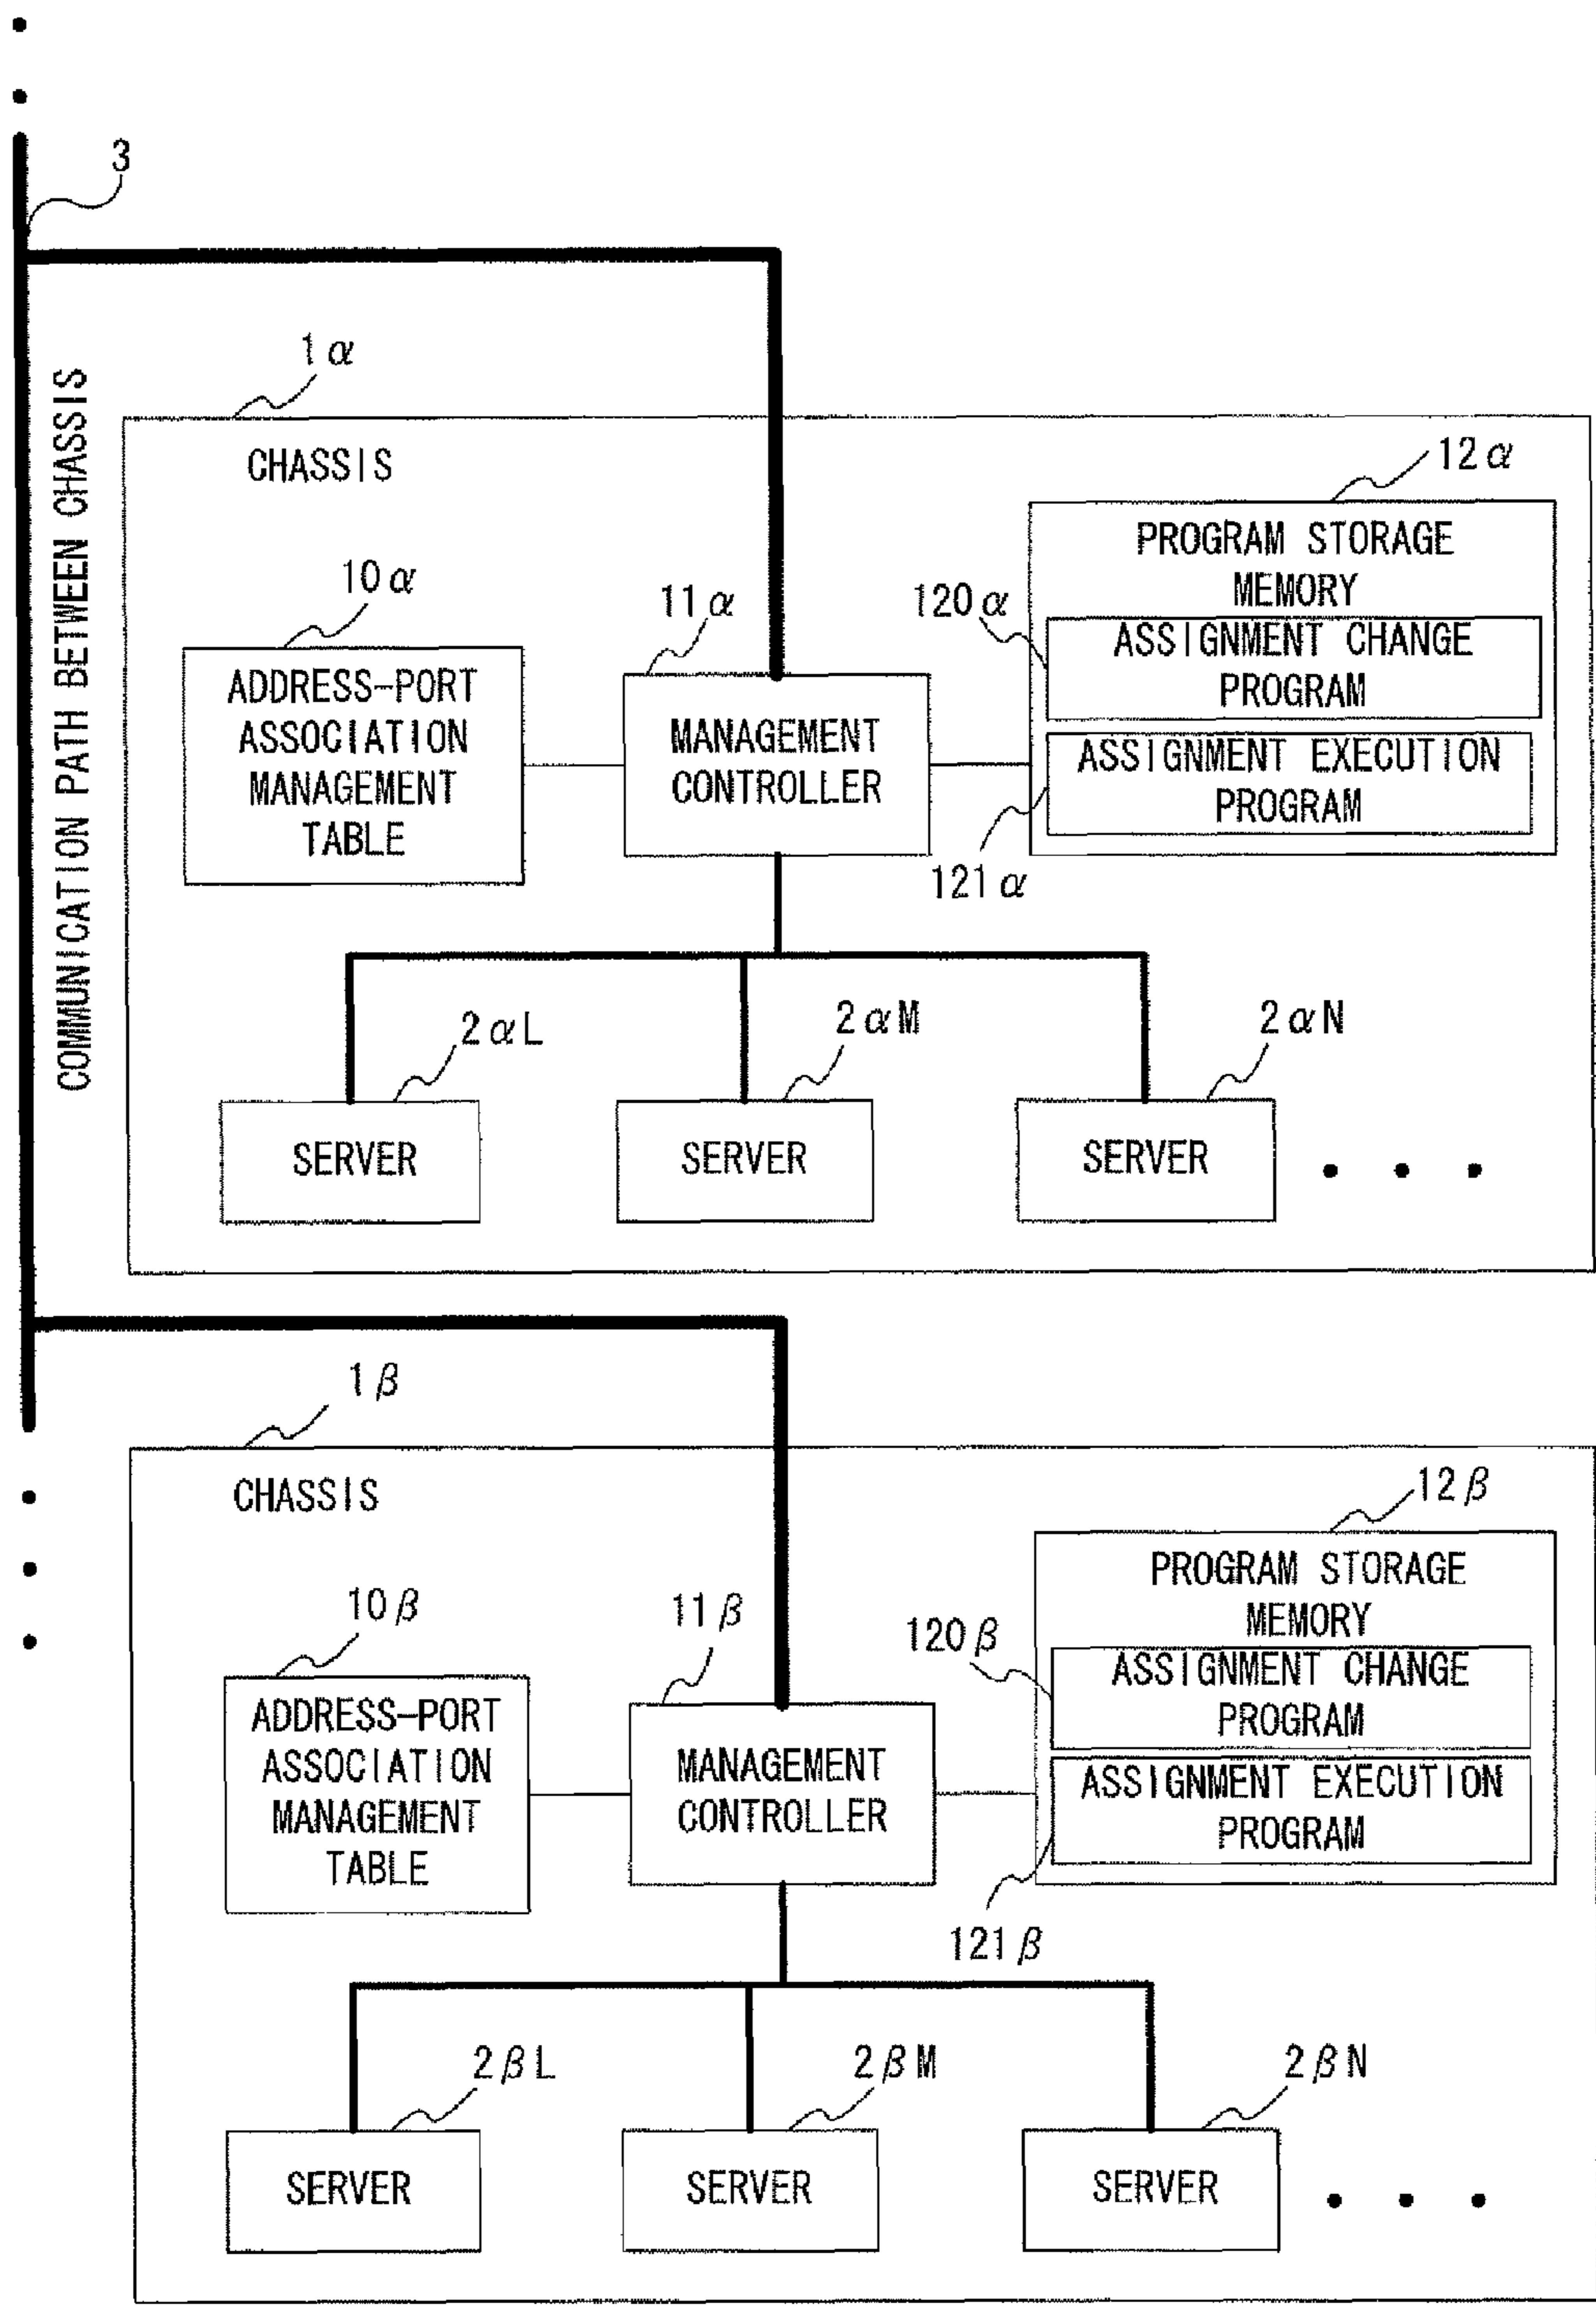 3
COMMUNICATION PATH BETWEEN CHASSIS
1α
CHASSIS
12α
PROGRAM STORAGE
MEMORY
10α
11α
120α
ADDRESS-PORT
ASSOCIATION
MANAGEMENT
TABLE
MANAGEMENT
CONTROLLER
ASSIGNMENT CHANGE
PROGRAM
ASSIGNMENT EXECUTION
PROGRAM
121α
2αL
2αM
2αN
SERVER
SERVER
SERVER
1β
CHASSIS
12β
PROGRAM STORAGE
MEMORY
10β
11β
120β
ADDRESS-PORT
ASSOCIATION
MANAGEMENT
TABLE
MANAGEMENT
CONTROLLER
ASSIGNMENT CHANGE
PROGRAM
ASSIGNMENT EXECUTION
PROGRAM
121β
2βL
2βM
2βN
SERVER
SERVER
SERVER